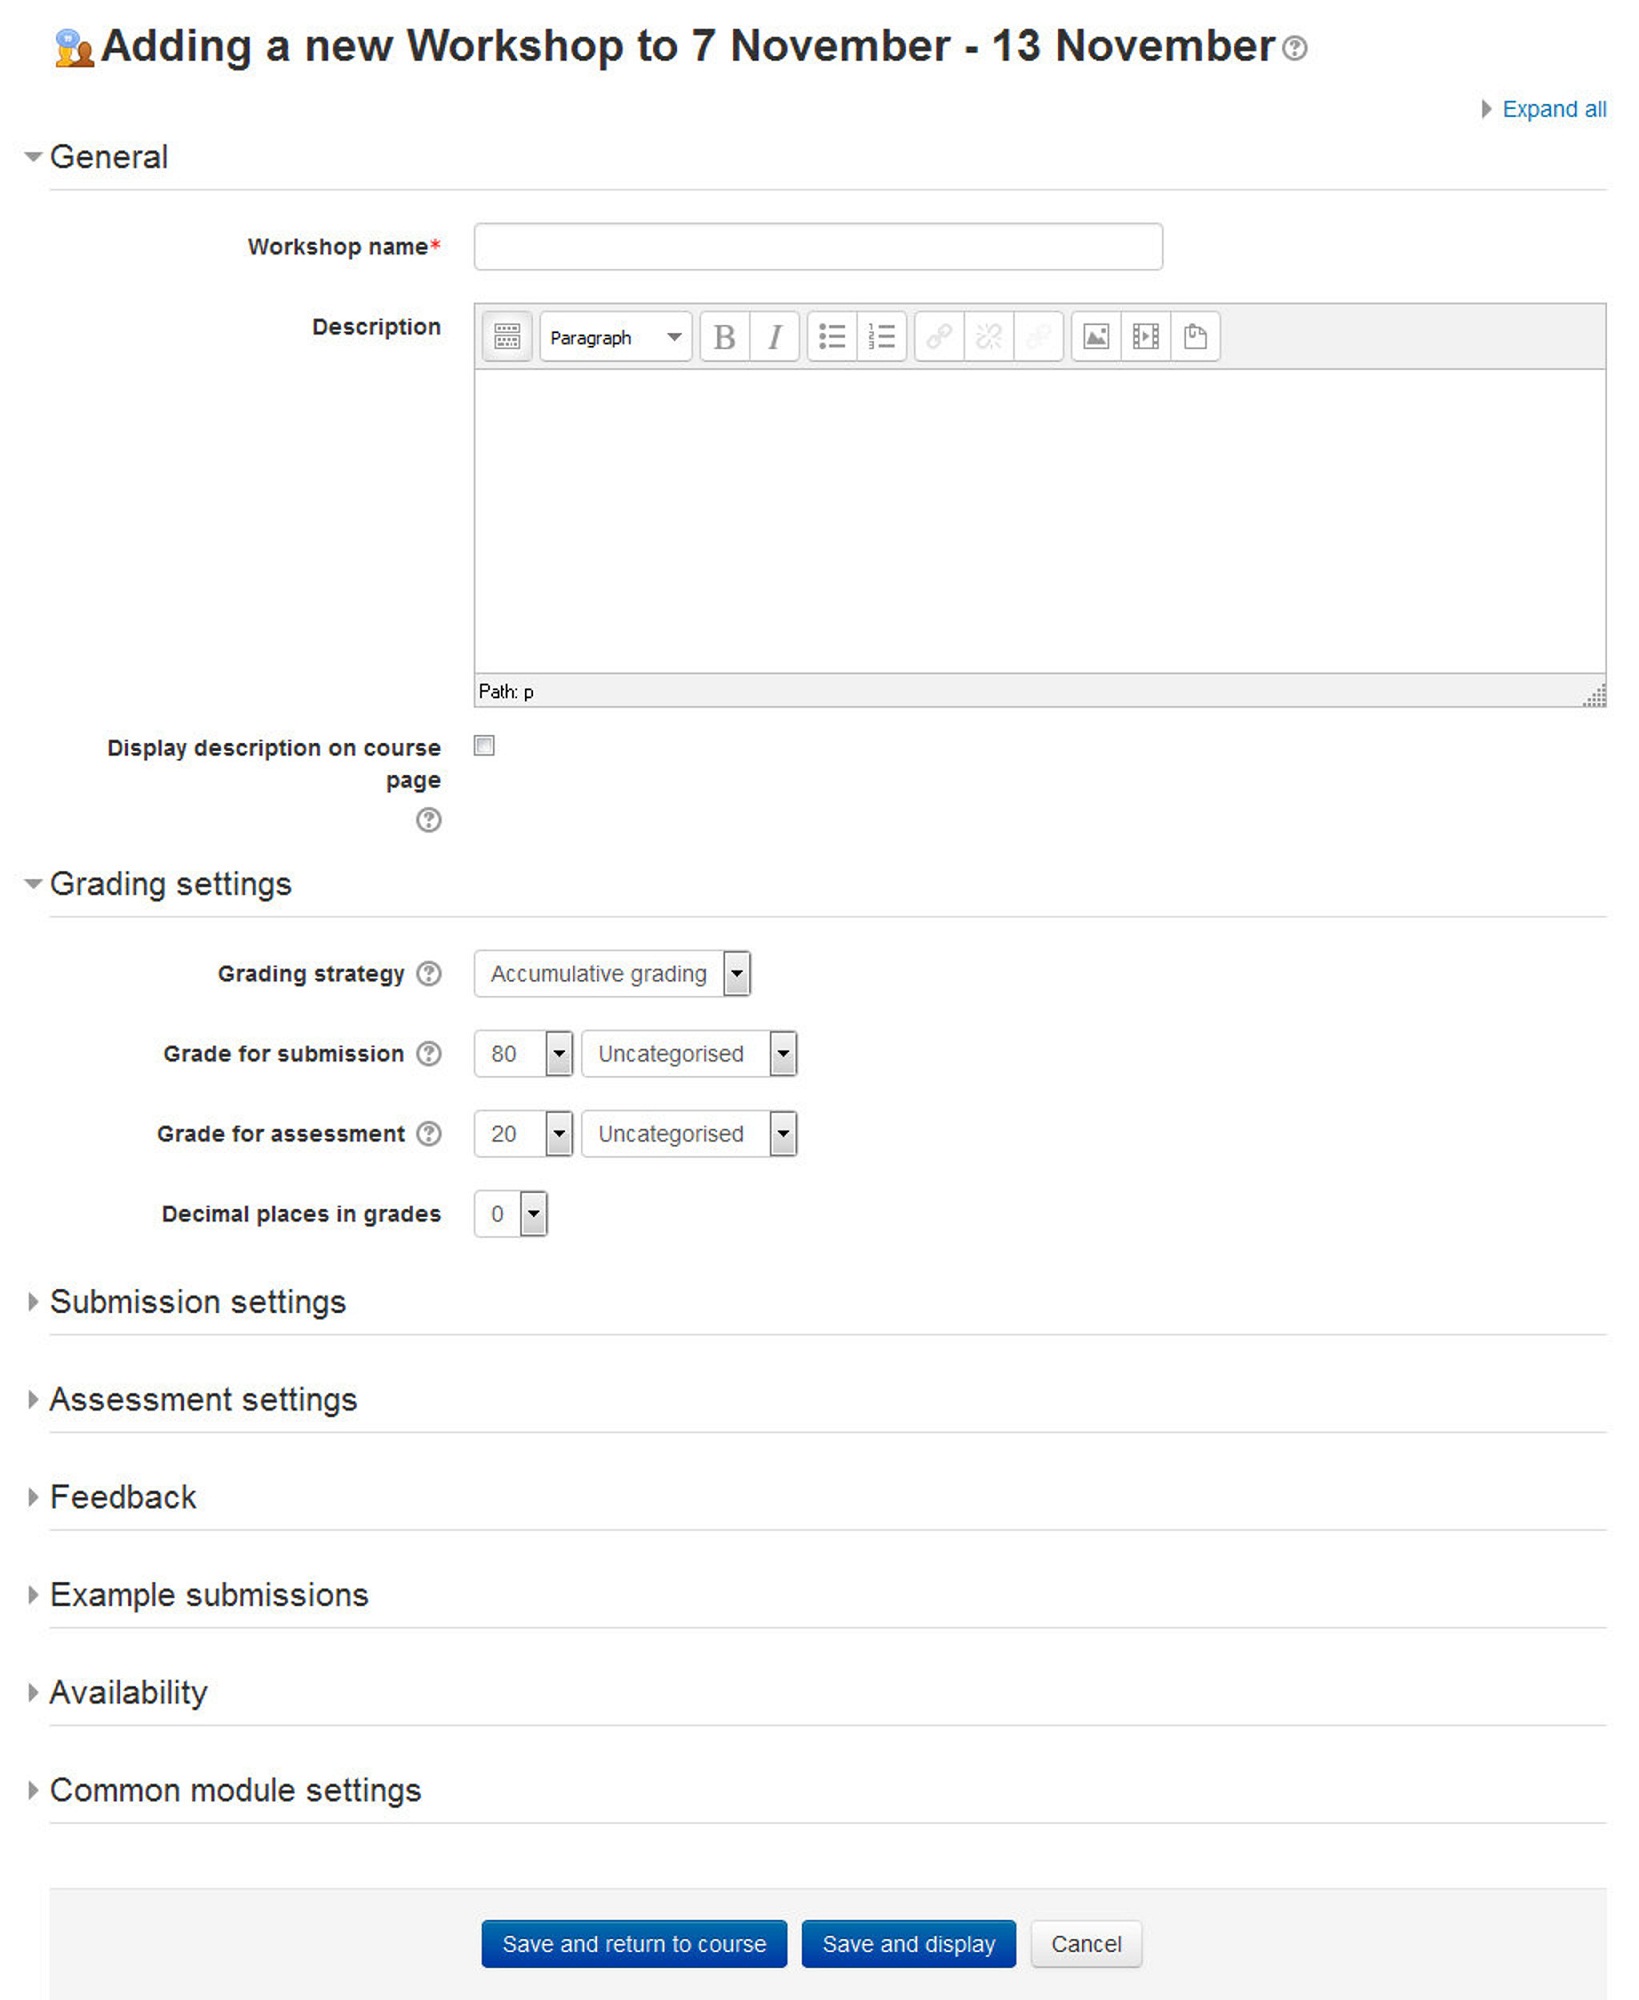 Adding a new Workshop to 7 November - 13 November
Expand all
General
Workshop name*
Description
Paragraph
B I
Path: p
Display description on course
page
Grading settings
Grading strategy Accumulative grading
Grade for submission 80 Uncategorised
Grade for assessment 20 Uncategorised
Decimal places in grades 0
Submission settings
Assessment settings
Feedback
Example submissions
Availability
Common module settings
Save and return to course Save and display Cancel